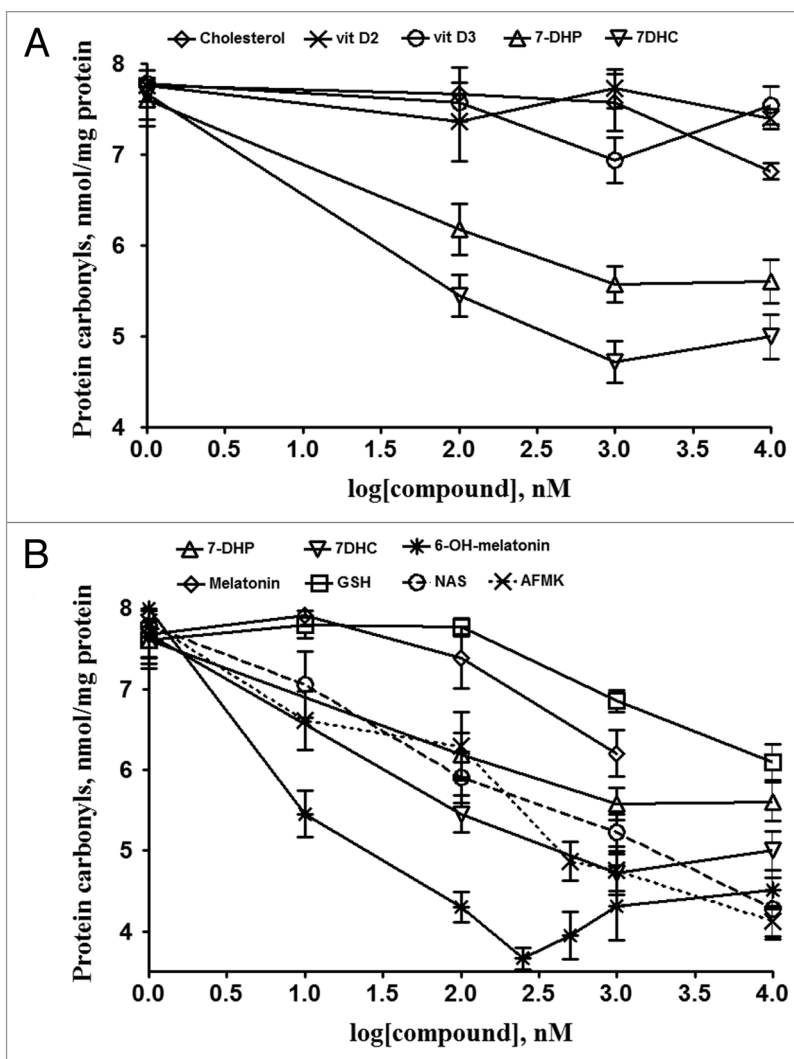 A
Cholesterol vit D2 vit D3 7-DHP 7DHC
Protein carbonyls, nmol/mg protein
8
7
6
5
4
0.0 0.5 1.0 1.5 2.0 2.5 3.0 3.5 4.0
log[compound], nM
B
7-DHP 7DHC 6-OH-melatonin
Melatonin GSH NAS AFMK
Protein carbonyls, nmol/mg protein
8
7
6
5
4
0.0 0.5 1.0 1.5 2.0 2.5 3.0 3.5 4.0
log[compound], nM